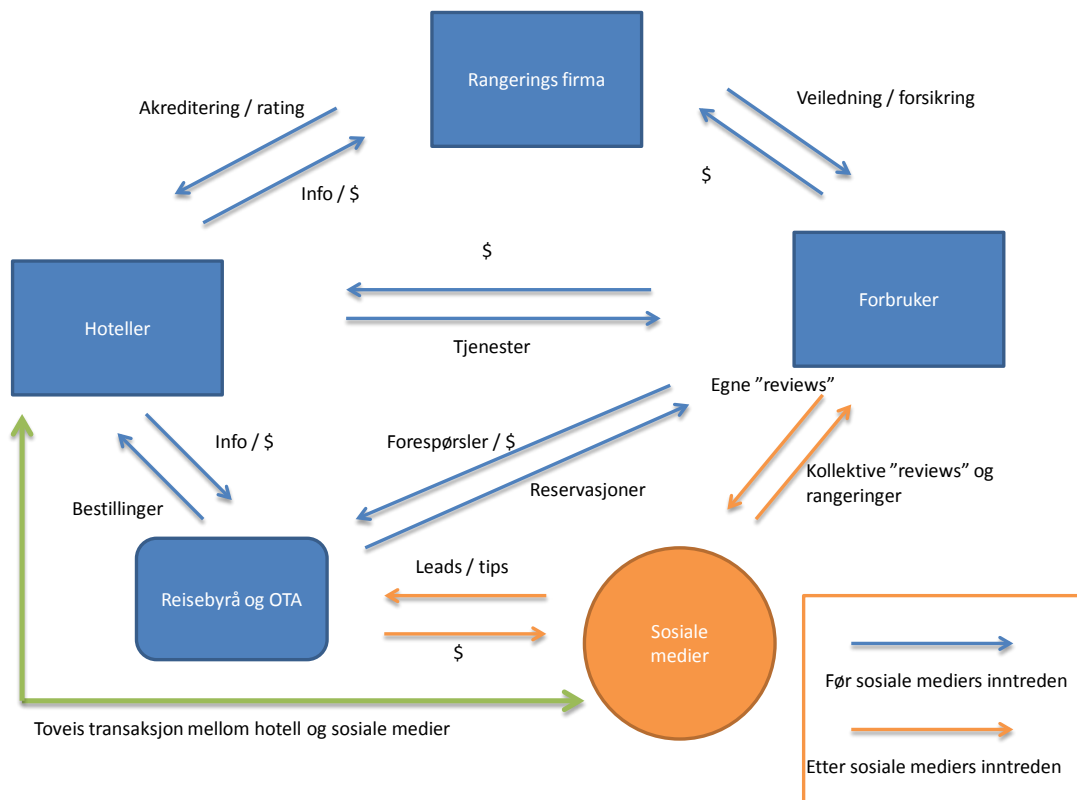 Rangerings firma
Akreditering / rating
Veiledning / forsikring
Info / $
$
Hoteller
$
Forbruker
Tjenester
Egne ”reviews”
Info / $
Forespørsler / $
Kollektive ”reviews” og
rangeringer
Reservasjoner
Bestillinger
Leads / tips
Reisebyrå og OTA
$
Sosiale
medier
Før sosiale mediers inntreden
Toveis transaksjon mellom hotell og sosiale medier
Etter sosiale mediers inntreden